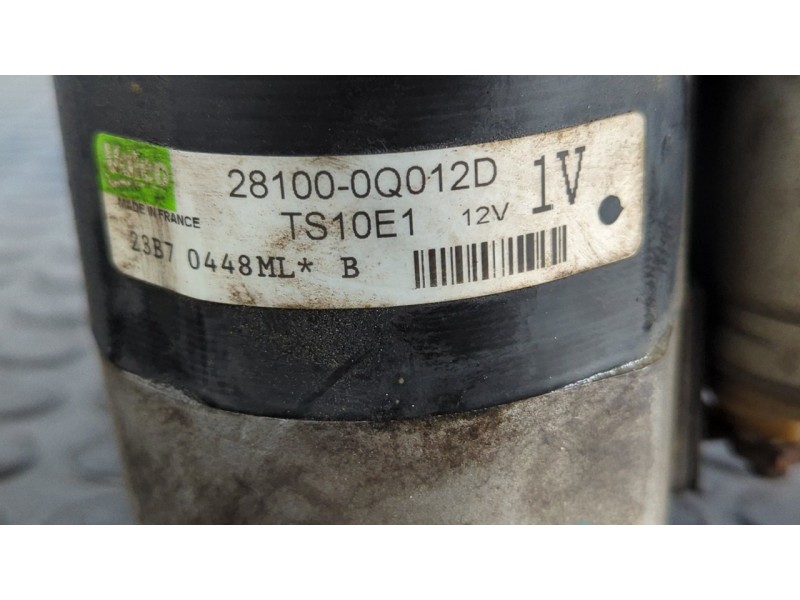 Valeo
MADE IN FRANCE
28100-0Q012D
TS10E1 12V
1V
23B7 0448ML* B